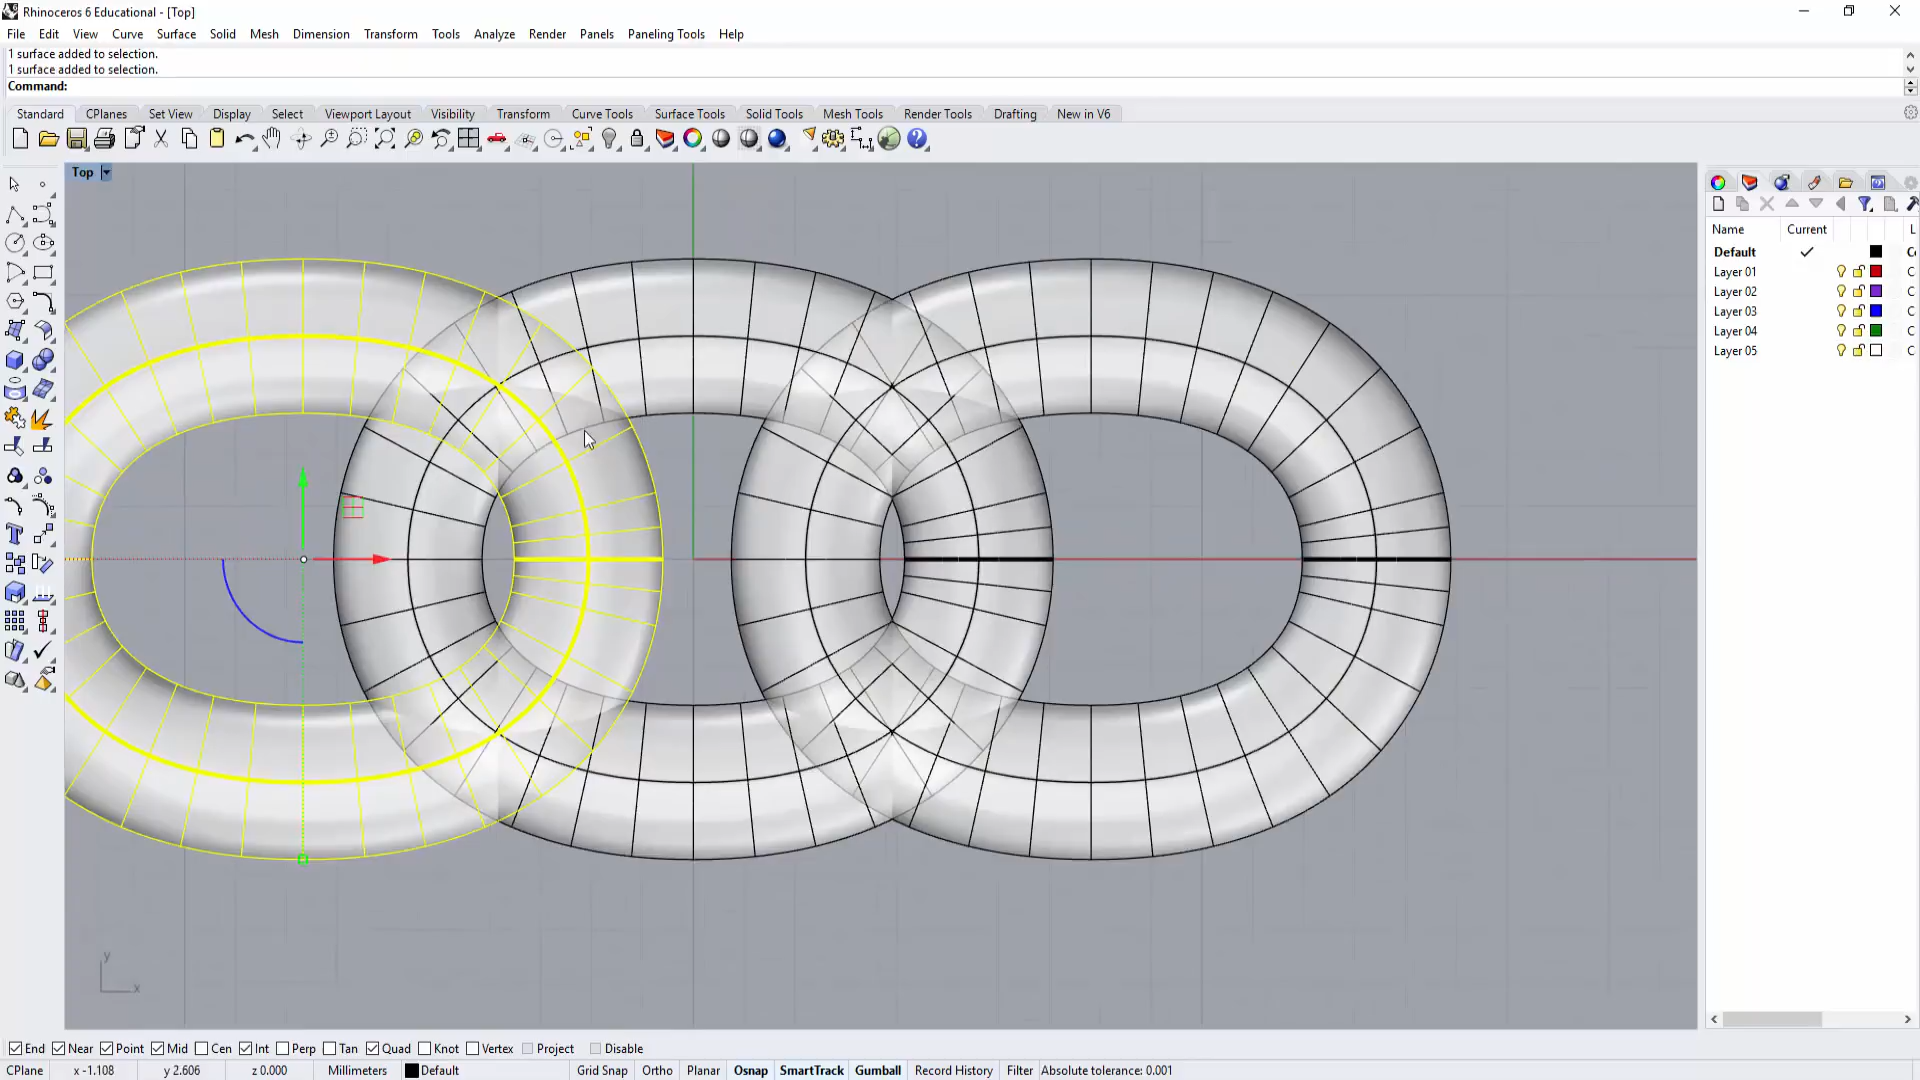 Rhinoceros 6 Educational - [Top]
File Edit View Curve Surface Solid Mesh Dimension Transform Tools Analyze Render Panels Paneling Tools Help
1 surface added to selection.
1 surface added to selection.
Command:
Standard CPlanes Set View Display Select Viewport Layout Visibility Transform Curve Tools Surface Tools Solid Tools Mesh Tools Render Tools Drafting New in V6
Top
Name Current L
Default
Layer 01 C
Layer 02 C
Layer 03 C
Layer 04 C
Layer 05 C
y
x
End Near Point Mid Cen Int Perp Tan Quad Knot Vertex Project Disable
CPlane x -1.108 y 2.606 z 0.000 Millimeters Default Grid Snap Ortho Planar Osnap SmartTrack Gumball Record History Filter Absolute tolerance: 0.001